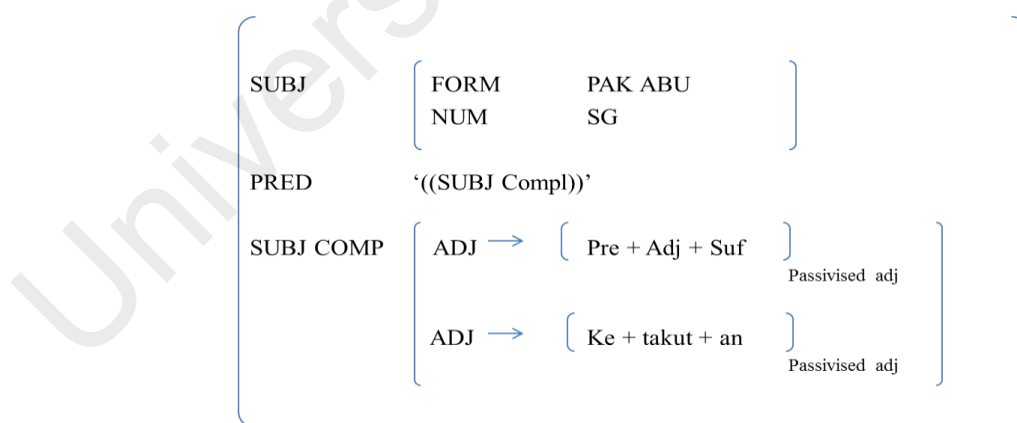 SUBJ FORM PAK ABU
NUM SG
PRED ‘((SUBJ Compl))’
SUBJ COMP ADJ → Pre + Adj + Suf
Passivised adj
ADJ → Ke + takut + an
Passivised adj
Univers